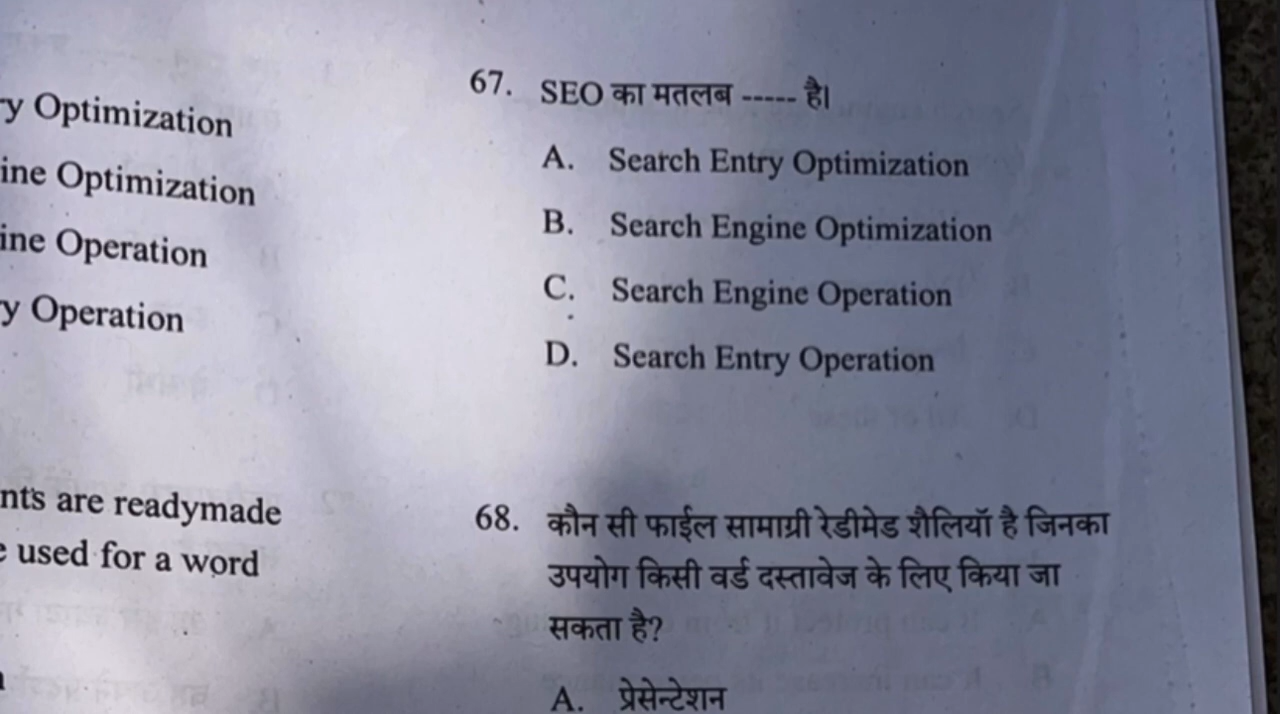 y Optimization
ine Optimization
ine Operation
y Operation
nts are readymade
used for a word
67. SEO का मतलब ----- है।
A. Search Entry Optimization
B. Search Engine Optimization
C. Search Engine Operation
D. Search Entry Operation
68. कौन सी फाईल सामाग्री रेडीमेड शैलियॉ है जिनका
उपयोग किसी वर्ड दस्तावेज के लिए किया जा
सकता है?
A. प्रेसेन्टेशन